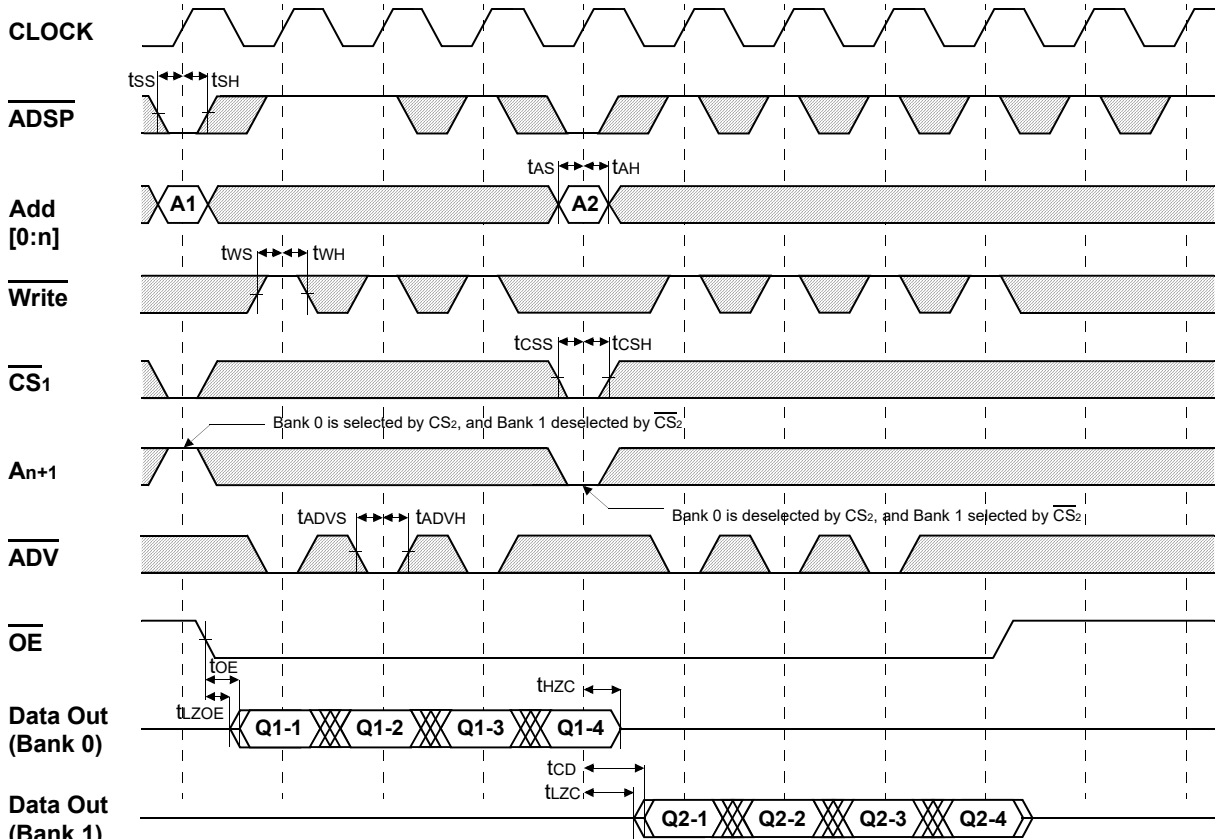 CLOCK
tSS tSH
ADSP
tAS tAH
Add
[0:n]
A1 A2
tWS tWH
Write
tCSS tCSH
CS1
Bank 0 is selected by CS2, and Bank 1 deselected by CS2
An+1
Bank 0 is deselected by CS2, and Bank 1 selected by CS2
tADVS tADVH
ADV
OE
tOE
tHZC
tLZOE
Data Out
(Bank 0)
Q1-1 Q1-2 Q1-3 Q1-4
tCD
tLZC
Data Out
(Bank 1)
Q2-1 Q2-2 Q2-3 Q2-4